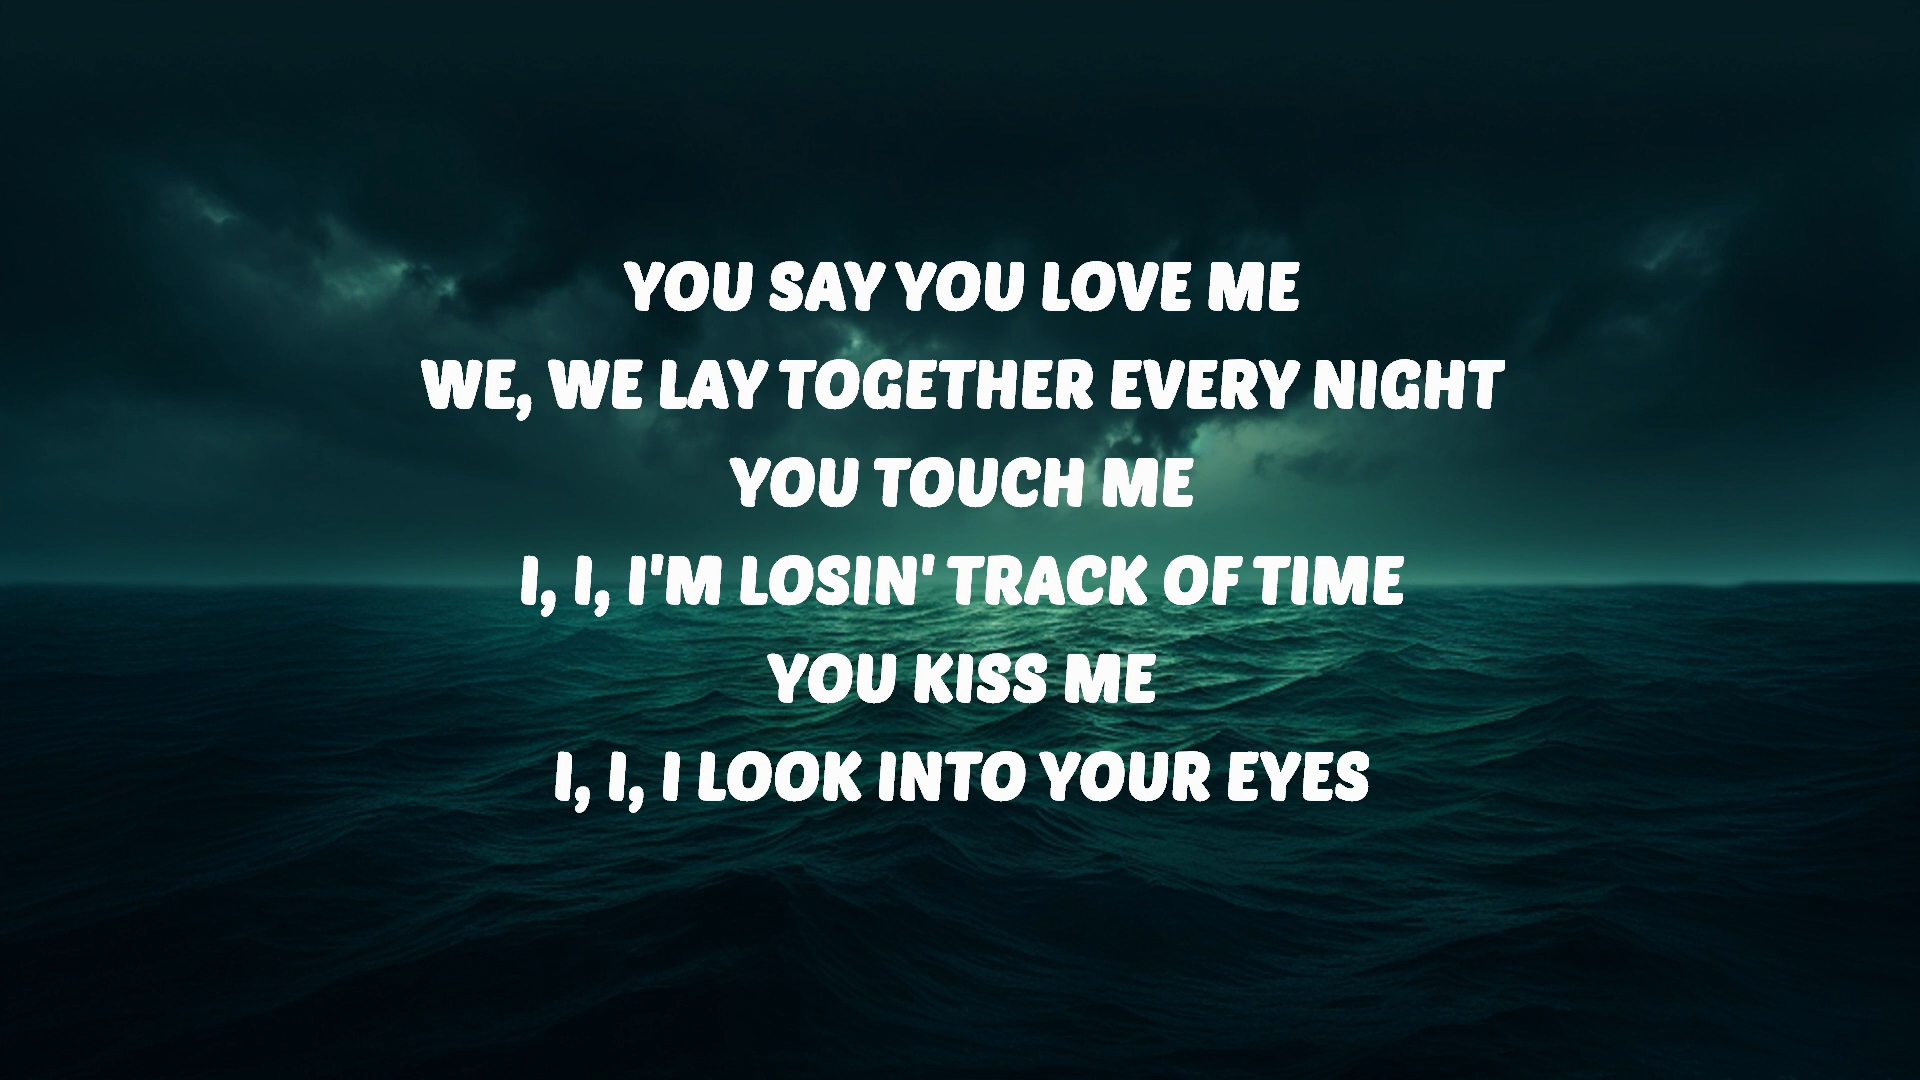 YOU SAY YOU LOVE ME
WE, WE LAY TOGETHER EVERY NIGHT
YOU TOUCH ME
I, I, I'M LOSIN' TRACK OF TIME
YOU KISS ME
I, I, I LOOK INTO YOUR EYES